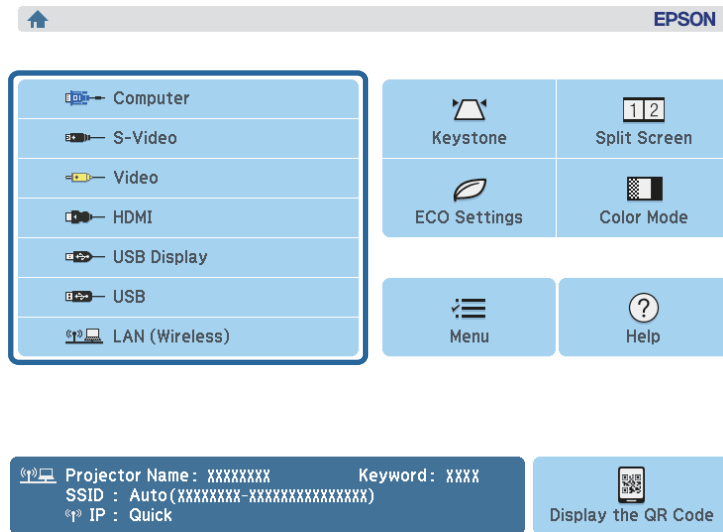 EPSON
Computer
S-Video
Video
HDMI
USB Display
USB
LAN (Wireless)
Keystone
1 2
Split Screen
ECO Settings
Color Mode
Menu
?
Help
Projector Name : XXXXXXXX Keyword : XXXX
SSID : Auto(XXXXXXXX-XXXXXXXXXXXXXXX)
IP : Quick
Display the QR Code